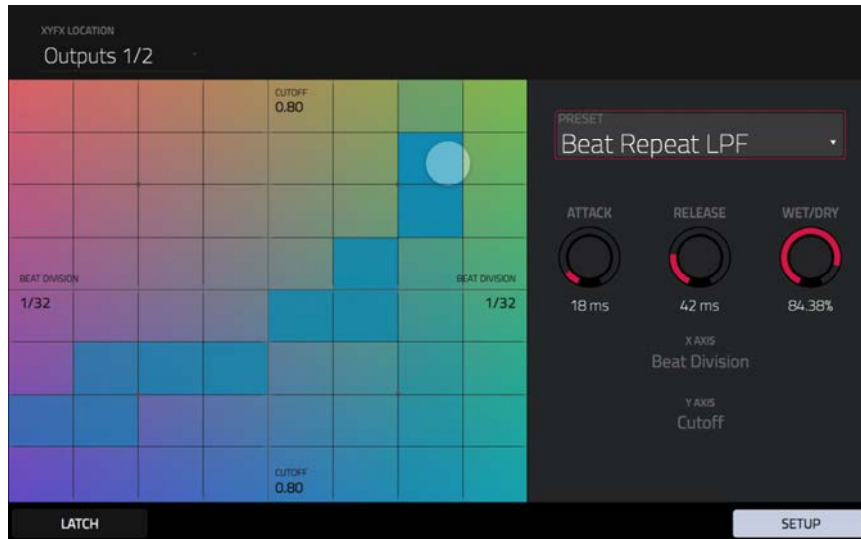 XYFX LOCATION
Outputs 1/2
CUTOFF
0.80
BEAT DIVISION
1/32
BEAT DIVISION
1/32
CUTOFF
0.80
PRESET
Beat Repeat LPF
ATTACK
RELEASE
WET/DRY
18 ms
42 ms
84.38%
X AXIS
Beat Division
Y AXIS
Cutoff
LATCH
SETUP